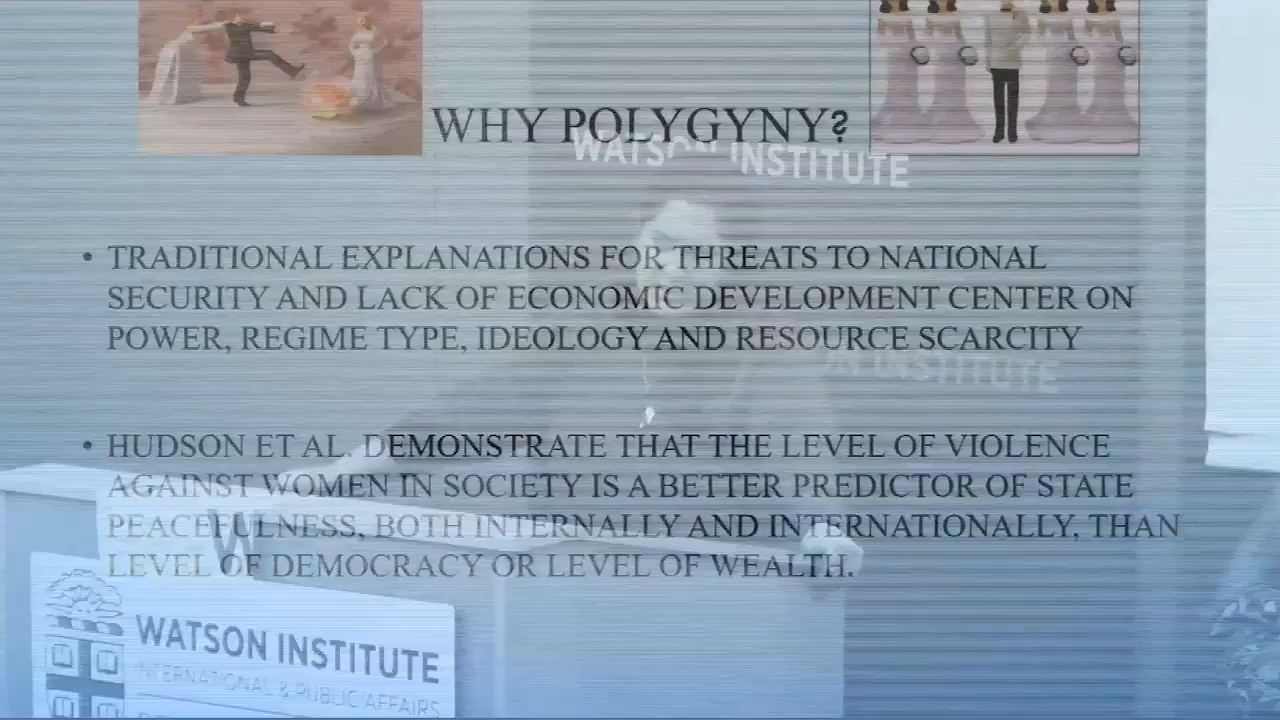 WHY POLYGYNY?
WATSON INSTITUTE
• TRADITIONAL EXPLANATIONS FOR THREATS TO NATIONAL
SECURITY AND LACK OF ECONOMIC DEVELOPMENT CENTER ON
POWER, REGIME TYPE, IDEOLOGY AND RESOURCE SCARCITY
INSTITUTE
• HUDSON ET AL. DEMONSTRATE THAT THE LEVEL OF VIOLENCE
AGAINST WOMEN IN SOCIETY IS A BETTER PREDICTOR OF STATE
PEACEFULNESS, BOTH INTERNALLY AND INTERNATIONALLY, THAN
LEVEL OF DEMOCRACY OR LEVEL OF WEALTH.
WATSON INSTITUTE
INTERNATIONAL & PUBLIC AFFAIRS